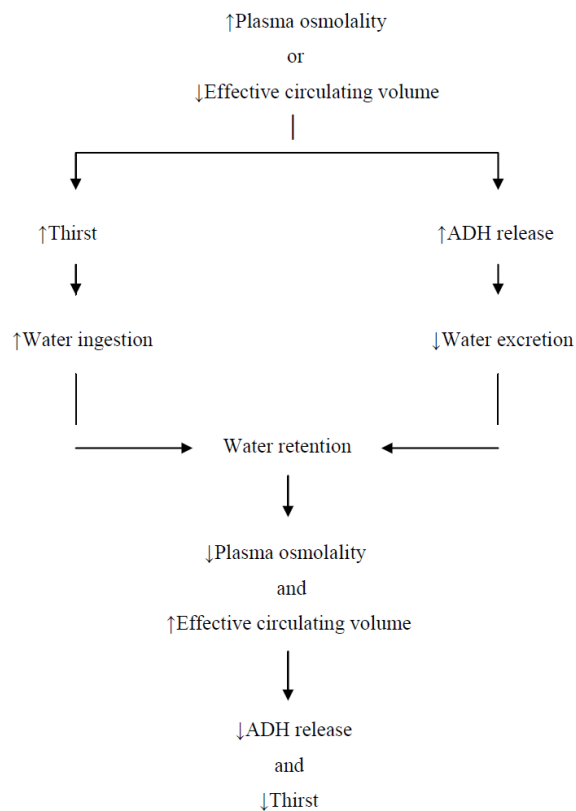 ↑Plasma osmolality
or
↓Effective circulating volume
↑Thirst
↑ADH release
↑Water ingestion
↓Water excretion
Water retention
↓Plasma osmolality
and
↑Effective circulating volume
↓ADH release
and
↓Thirst